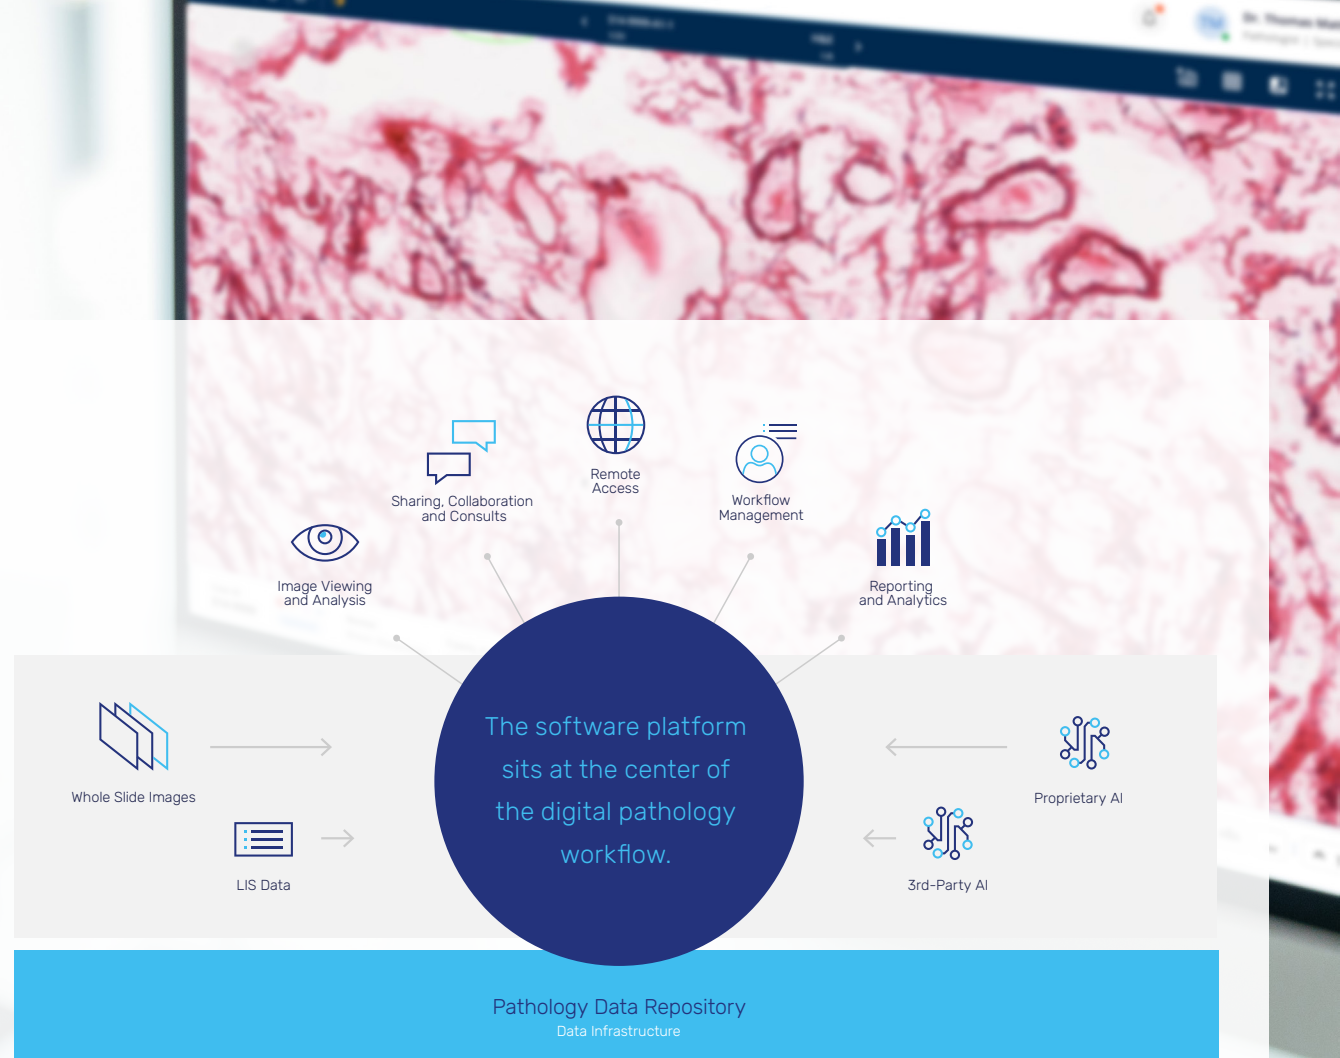 Dr. Thomas
Remote
Access
Sharing, Collaboration
and Consults
Workflow
Management
Image Viewing
and Analysis
Reporting
and Analytics
The software platform
sits at the center of
the digital pathology
workflow.
Whole Slide Images
LIS Data
Proprietary AI
3rd-Party AI
Pathology Data Repository
Data Infrastructure